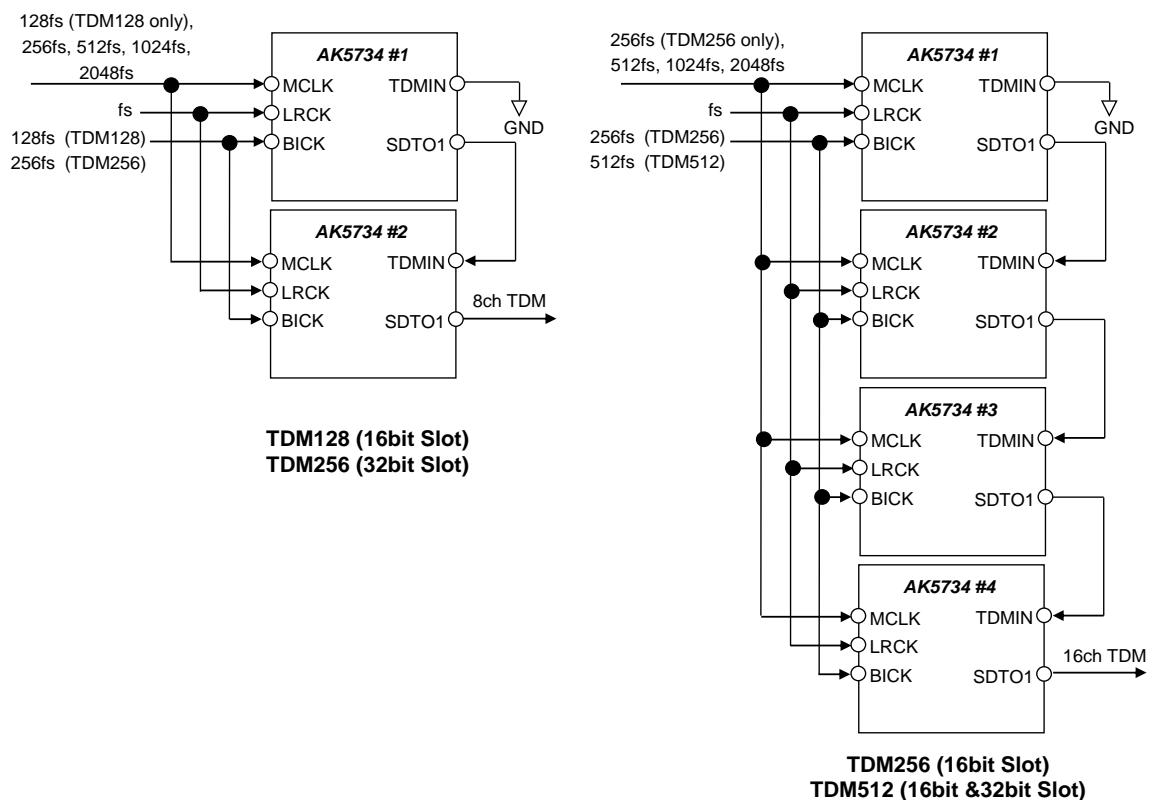 128fs (TDM128 only),
256fs, 512fs, 1024fs,
2048fs
fs
128fs (TDM128)
256fs (TDM256)
AK5734 #1
MCLK
TDMIN
LRCK
GND
BICK
SDTO1
AK5734 #2
MCLK
TDMIN
LRCK
8ch TDM
BICK
SDTO1
TDM128 (16bit Slot)
TDM256 (32bit Slot)
256fs (TDM256 only),
512fs, 1024fs, 2048fs
fs
256fs (TDM256)
512fs (TDM512)
AK5734 #1
MCLK
TDMIN
LRCK
GND
BICK
SDTO1
AK5734 #2
MCLK
TDMIN
LRCK
BICK
SDTO1
AK5734 #3
MCLK
TDMIN
LRCK
BICK
SDTO1
AK5734 #4
MCLK
TDMIN
LRCK
16ch TDM
BICK
SDTO1
TDM256 (16bit Slot)
TDM512 (16bit &32bit Slot)